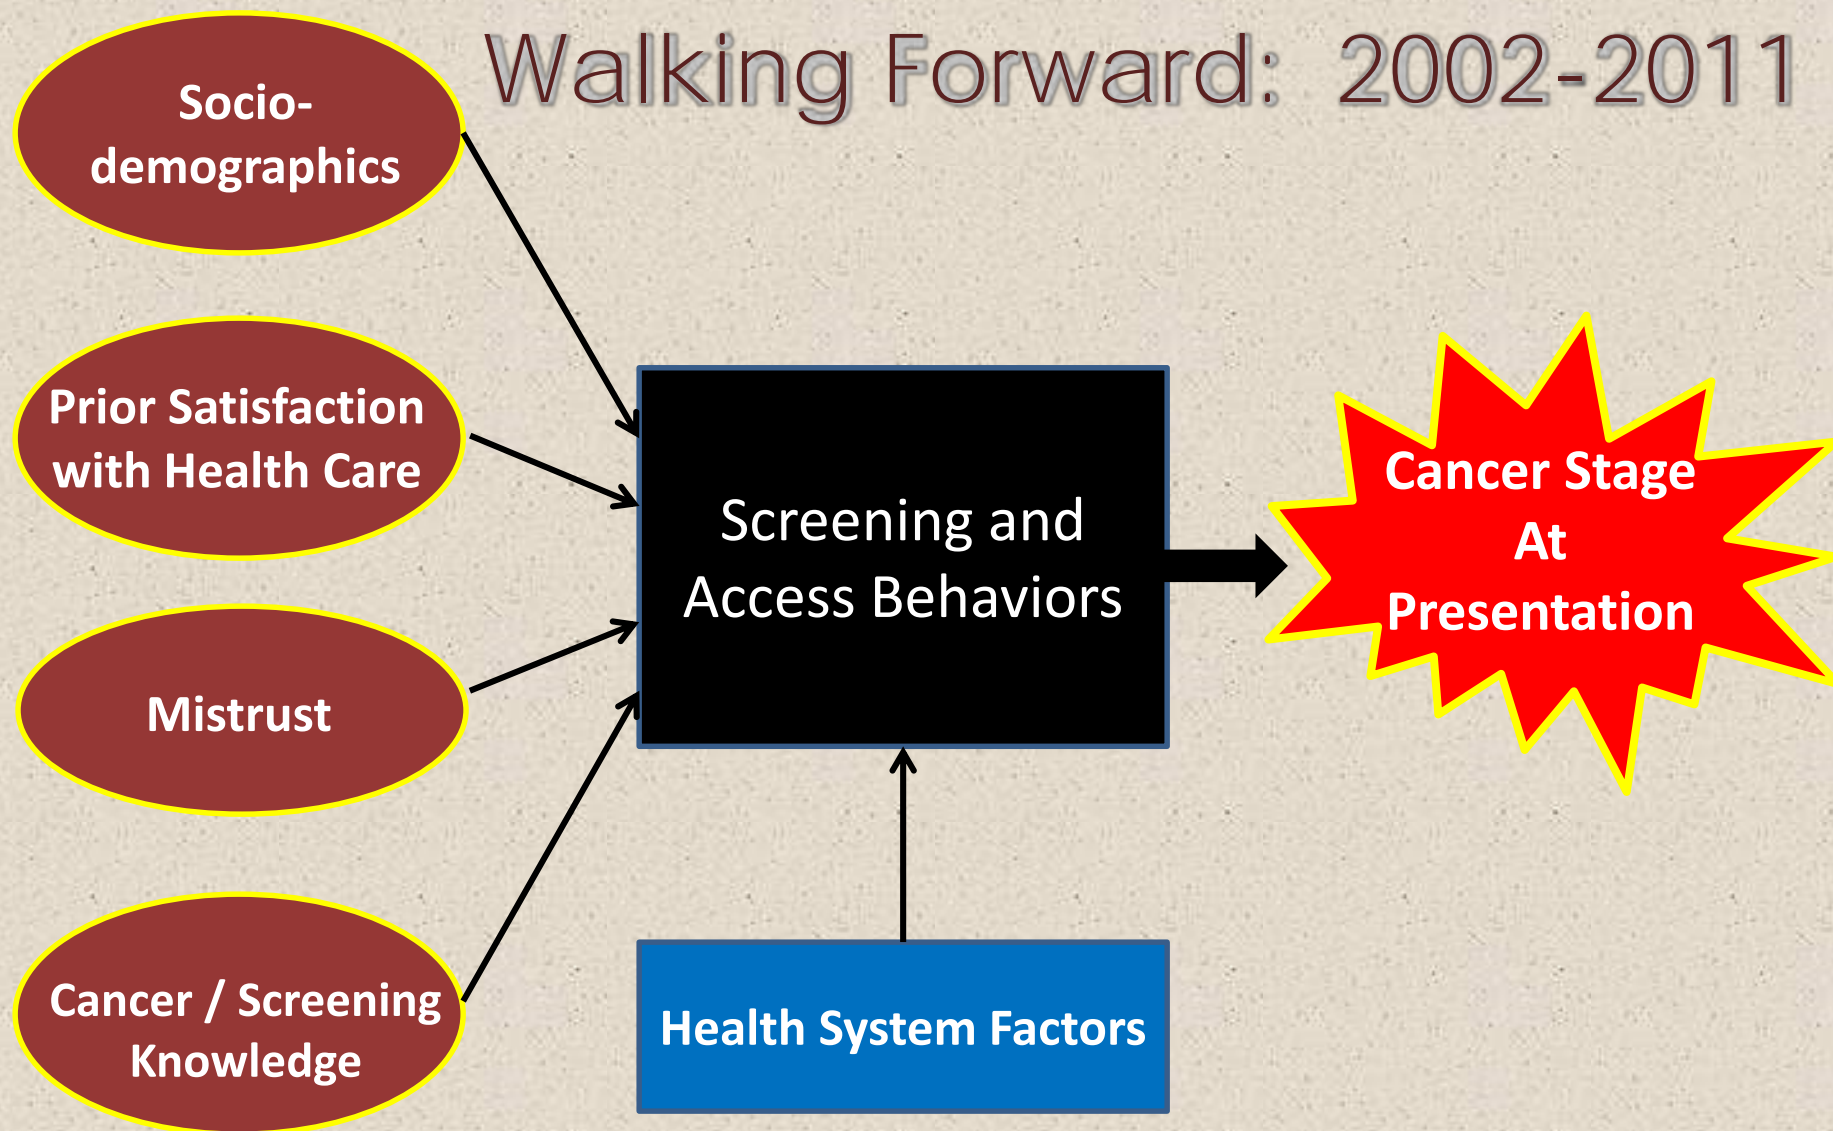 Walking Forward: 2002-2011
Socio-
demographics
Prior Satisfaction
with Health Care
Mistrust
Cancer / Screening
Knowledge
Screening and
Access Behaviors
Health System Factors
Cancer Stage
At
Presentation